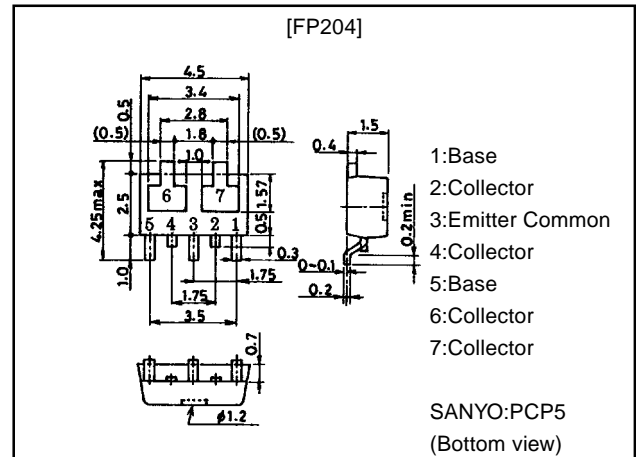 [FP204]
4.5
3.4
2.8
(0.5) 1.8 (0.5)
1.0
0.5
4.25max
2.5
1.0
6 7
1.57
0.5
5 4 3 2 1
0.3
1.75
1.75
3.5
1.5
0.4
0.2min
0~0.1
0.2
0.7
ø1.2
1:Base
2:Collector
3:Emitter Common
4:Collector
5:Base
6:Collector
7:Collector
SANYO:PCP5
(Bottom view)